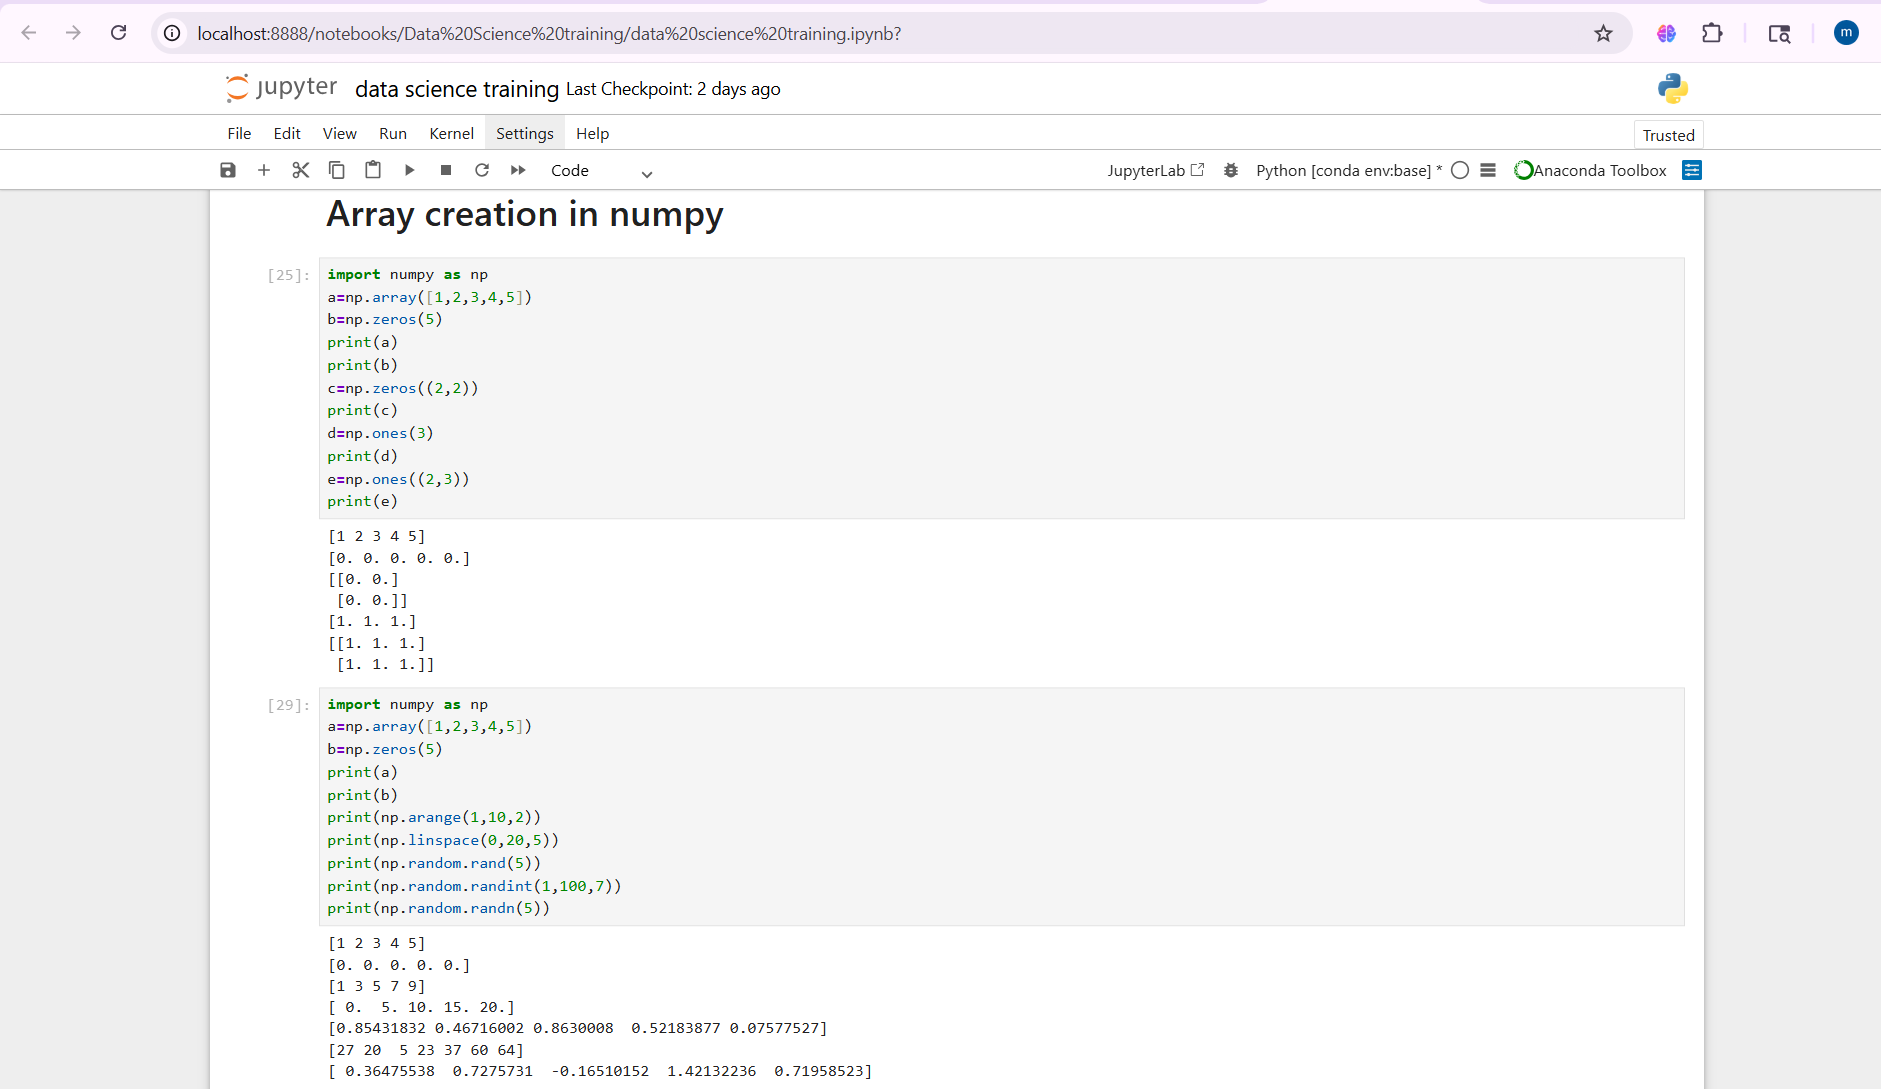 localhost:8888/notebooks/Data%20Science%20training/data%20science%20training.ipynb?
m
jupyter data science training Last Checkpoint: 2 days ago
File Edit View Run Kernel Settings Help
Trusted
Code
JupyterLab Python [conda env:base] * Anaconda Toolbox
Array creation in numpy
[25]:
import numpy as np
a=np.array([1,2,3,4,5])
b=np.zeros(5)
print(a)
print(b)
c=np.zeros((2,2))
print(c)
d=np.ones(3)
print(d)
e=np.ones((2,3))
print(e)
[1 2 3 4 5]
[0. 0. 0. 0. 0.]
[[0. 0.]
 [0. 0.]]
[1. 1. 1.]
[[1. 1. 1.]
 [1. 1. 1.]]
[29]:
import numpy as np
a=np.array([1,2,3,4,5])
b=np.zeros(5)
print(a)
print(b)
print(np.arange(1,10,2))
print(np.linspace(0,20,5))
print(np.random.rand(5))
print(np.random.randint(1,100,7))
print(np.random.randn(5))
[1 2 3 4 5]
[0. 0. 0. 0. 0.]
[1 3 5 7 9]
[ 0.  5. 10. 15. 20.]
[0.85431832 0.46716002 0.8630008  0.52183877 0.07577527]
[27 20  5 23 37 60 64]
[ 0.36475538  0.7275731  -0.16510152  1.42132236  0.71958523]